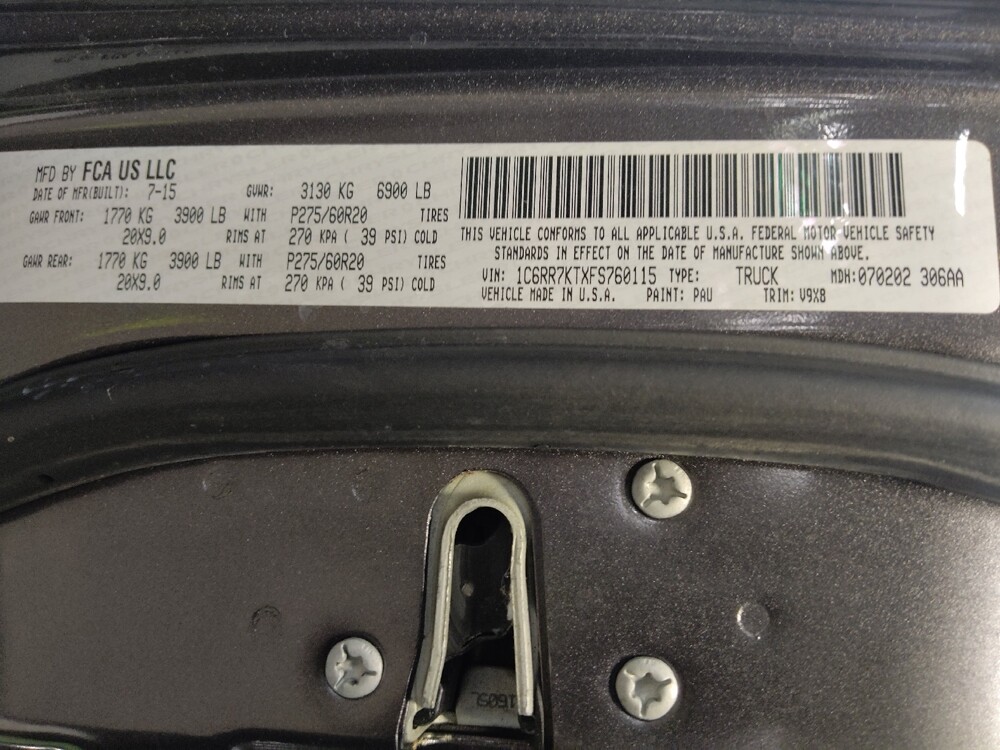 MFD BY FCA US LLC
DATE OF MFR(BUILT): 7-15 GVWR: 3130 KG 6900 LB
GAWR FRONT: 1770 KG 3900 LB WITH P275/60R20 TIRES
20X9.0 RIMS AT 270 KPA ( 39 PSI) COLD
GAWR REAR: 1770 KG 3900 LB WITH P275/60R20 TIRES
20X9.0 RIMS AT 270 KPA ( 39 PSI) COLD
THIS VEHICLE CONFORMS TO ALL APPLICABLE U.S.A. FEDERAL MOTOR VEHICLE SAFETY
STANDARDS IN EFFECT ON THE DATE OF MANUFACTURE SHOWN ABOVE.
VIN: 1C6RR7KTXFS760115 TYPE: TRUCK MDH:070202 306AA
VEHICLE MADE IN U.S.A. PAINT: PAU TRIM: V9X8